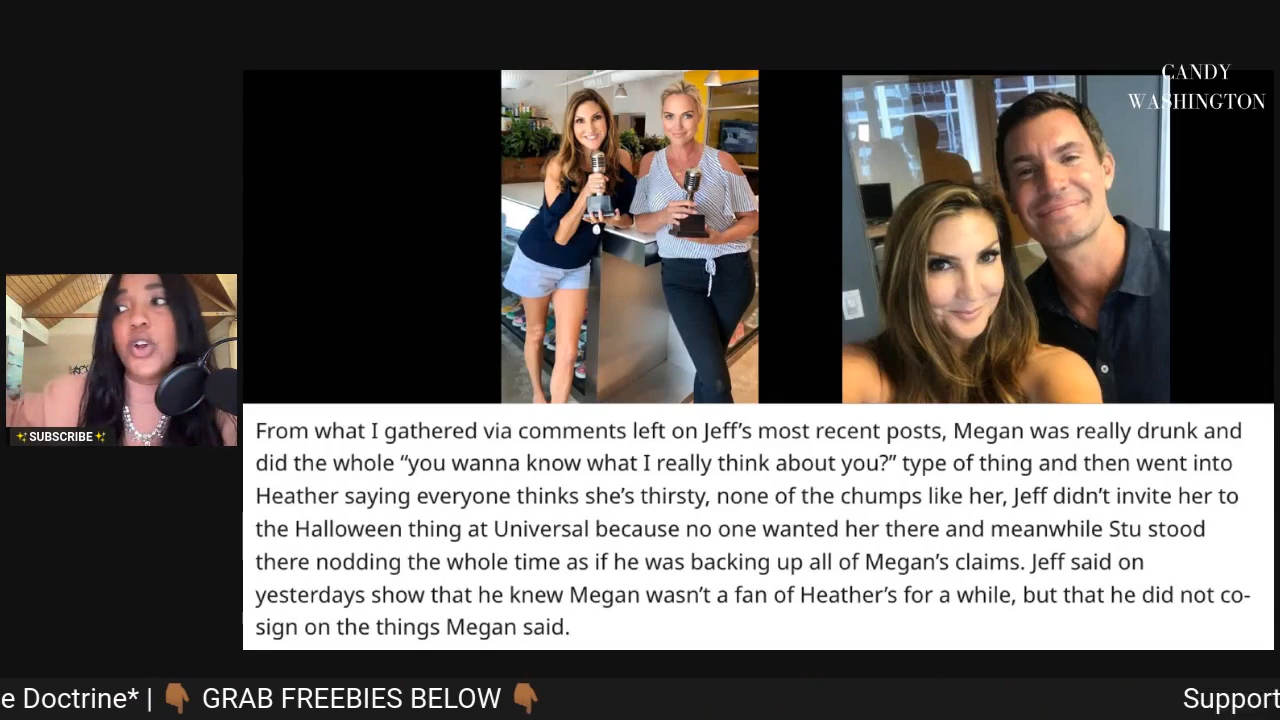 CANDY
WASHINGTON
✨SUBSCRIBE✨
From what I gathered via comments left on Jeff’s most recent posts, Megan was really drunk and
did the whole “you wanna know what I really think about you?” type of thing and then went into
Heather saying everyone thinks she’s thirsty, none of the chumps like her, Jeff didn’t invite her to
the Halloween thing at Universal because no one wanted her there and meanwhile Stu stood
there nodding the whole time as if he was backing up all of Megan’s claims. Jeff said on
yesterdays show that he knew Megan wasn’t a fan of Heather’s for a while, but that he did not co-
sign on the things Megan said.
e Doctrine* | 👇🏾 GRAB FREEBIES BELOW 👇🏾 Support